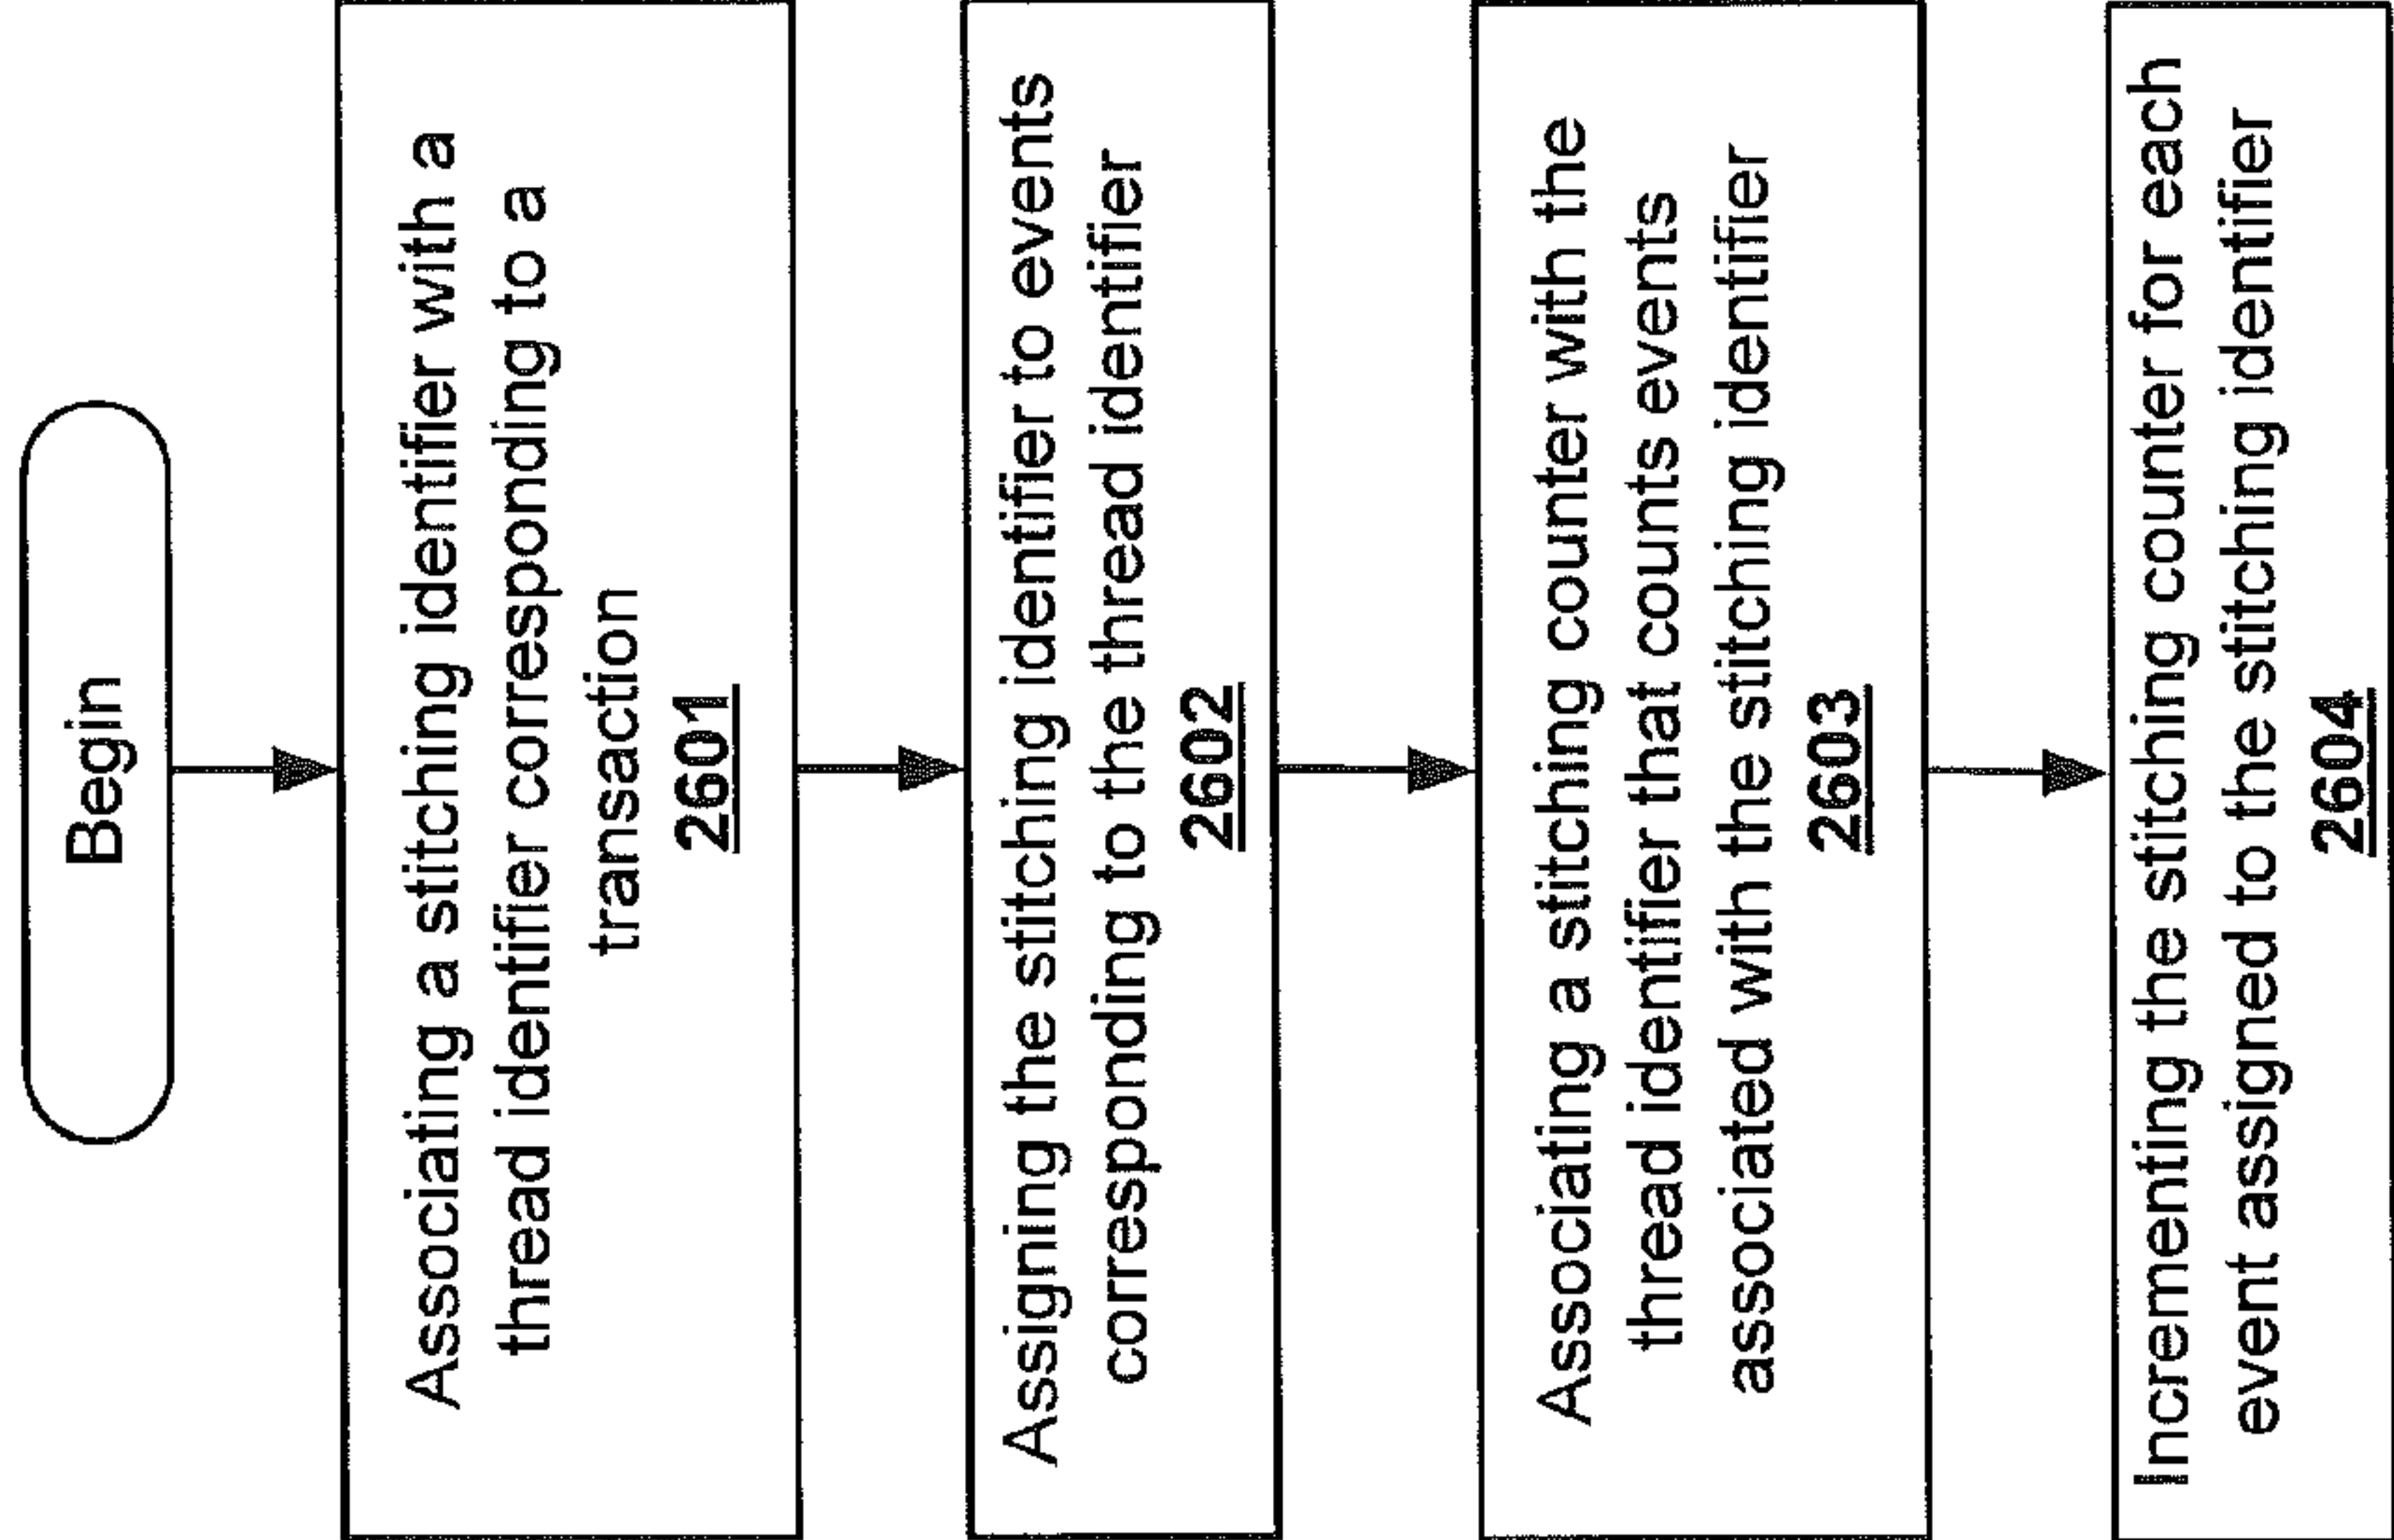 Begin
Associating a stitching identifier with a
thread identifier corresponding to a
transaction
2601
Assigning the stitching identifier to events
corresponding to the thread identifier
2602
Associating a stitching counter with the
thread identifier that counts events
associated with the stitching identifier
2603
Incrementing the stitching counter for each
event assigned to the stitching identifier
2604